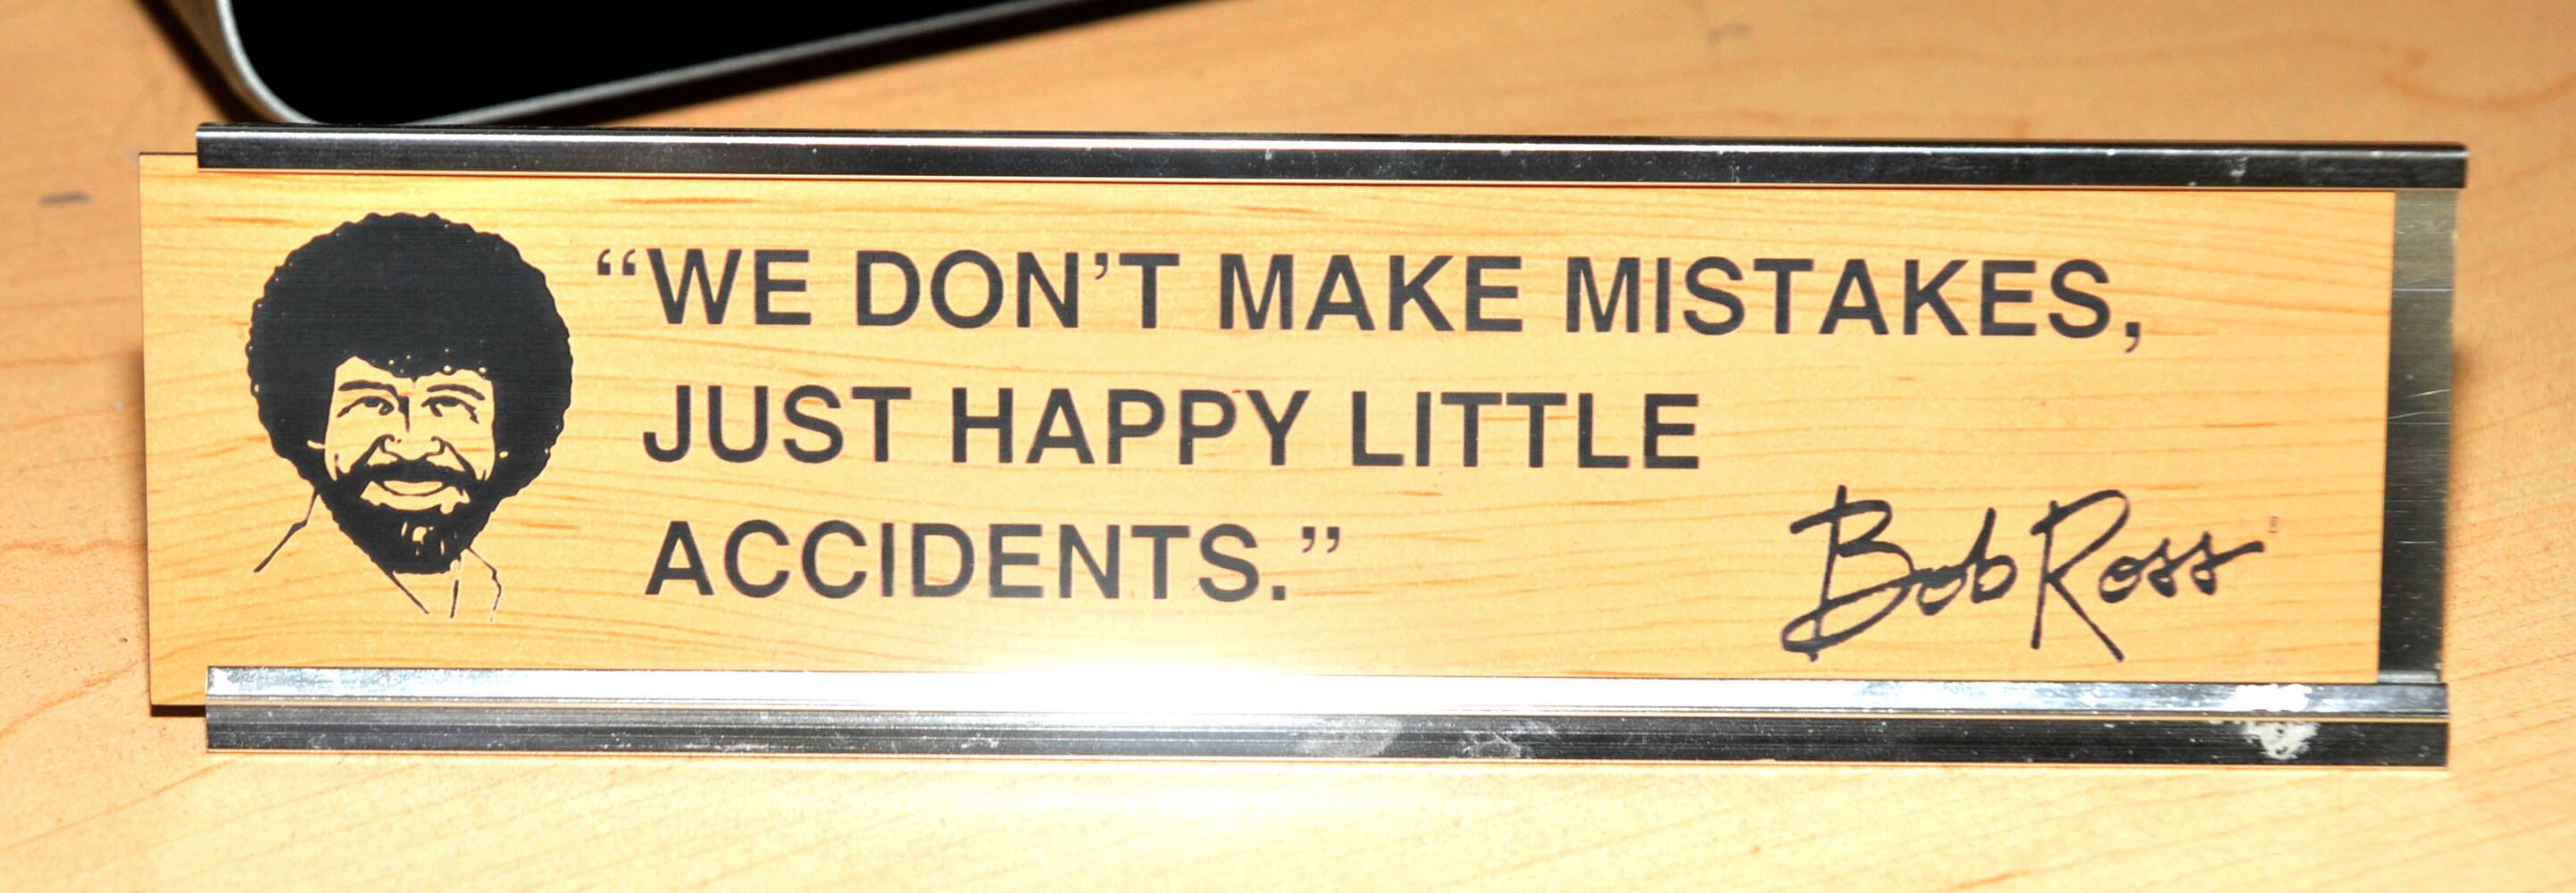 “WE DON’T MAKE MISTAKES,
JUST HAPPY LITTLE
ACCIDENTS.”
Bob Ross